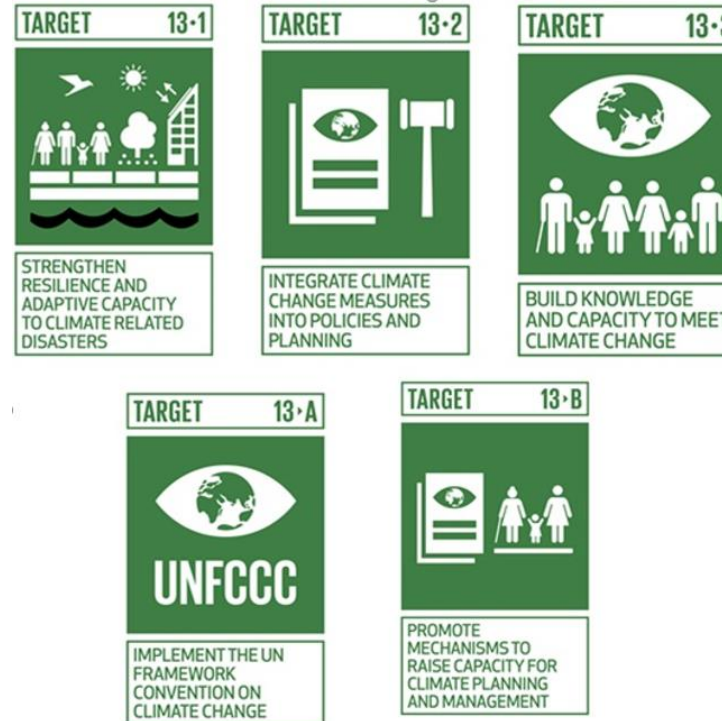 TARGET 13·1
STRENGTHEN
RESILIENCE AND
ADAPTIVE CAPACITY
TO CLIMATE RELATED
DISASTERS
TARGET 13·2
INTEGRATE CLIMATE
CHANGE MEASURES
INTO POLICIES AND
PLANNING
TARGET 13·3
BUILD KNOWLEDGE
AND CAPACITY TO MEET
CLIMATE CHANGE
TARGET 13·A
UNFCCC
IMPLEMENT THE UN
FRAMEWORK
CONVENTION ON
CLIMATE CHANGE
TARGET 13·B
PROMOTE
MECHANISMS TO
RAISE CAPACITY FOR
CLIMATE PLANNING
AND MANAGEMENT